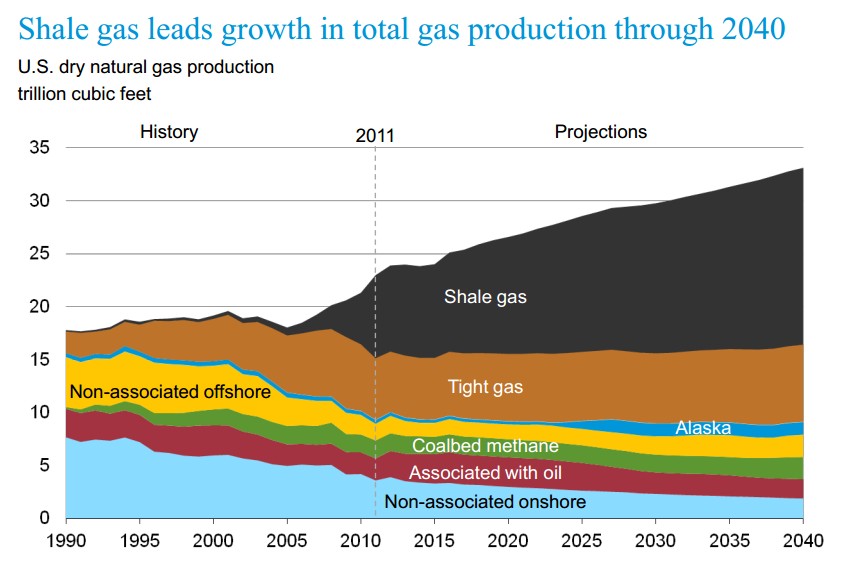 Shale gas leads growth in total gas production through 2040
U.S. dry natural gas production
trillion cubic feet
History
2011
Projections
35
30
25
20
15
10
5
0
Shale gas
Tight gas
Non-associated offshore
Alaska
Coalbed methane
Associated with oil
Non-associated onshore
1990 1995 2000 2005 2010 2015 2020 2025 2030 2035 2040